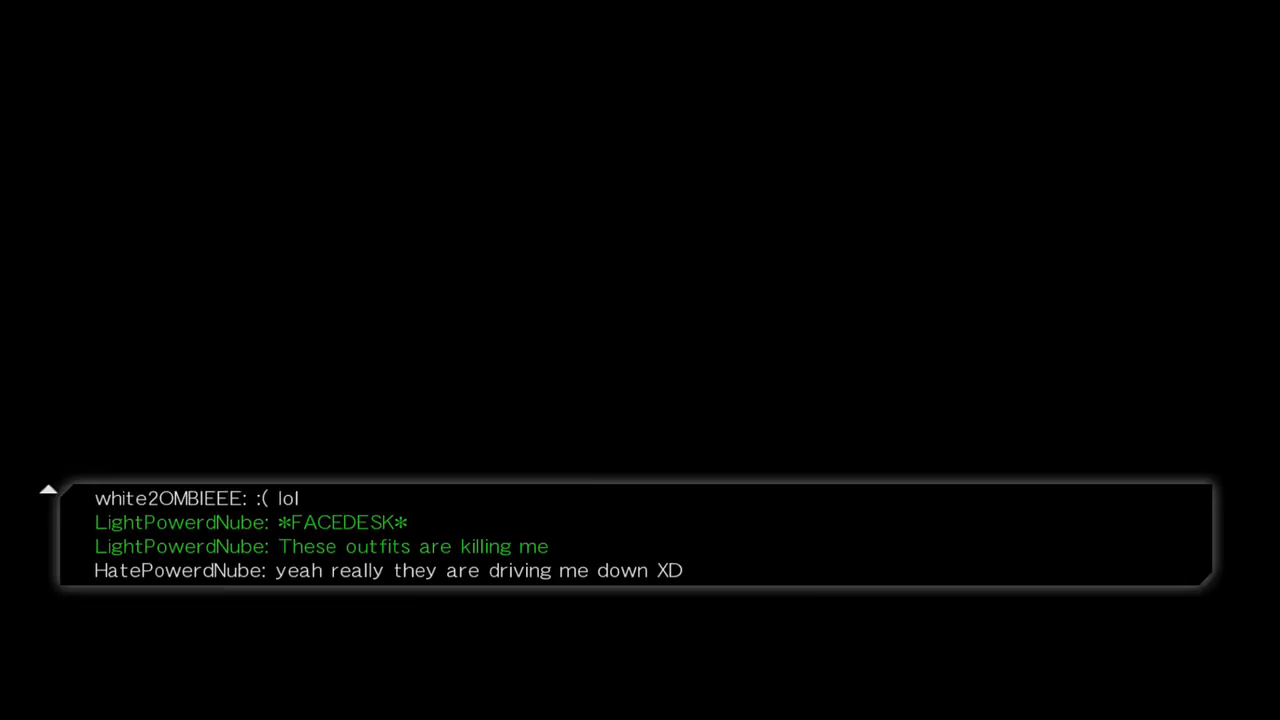 white2OMBIEEE: :( lol
LightPowerdNube: *FACEDESK*
LightPowerdNube: These outfits are killing me
HatePowerdNube: yeah really they are driving me down XD